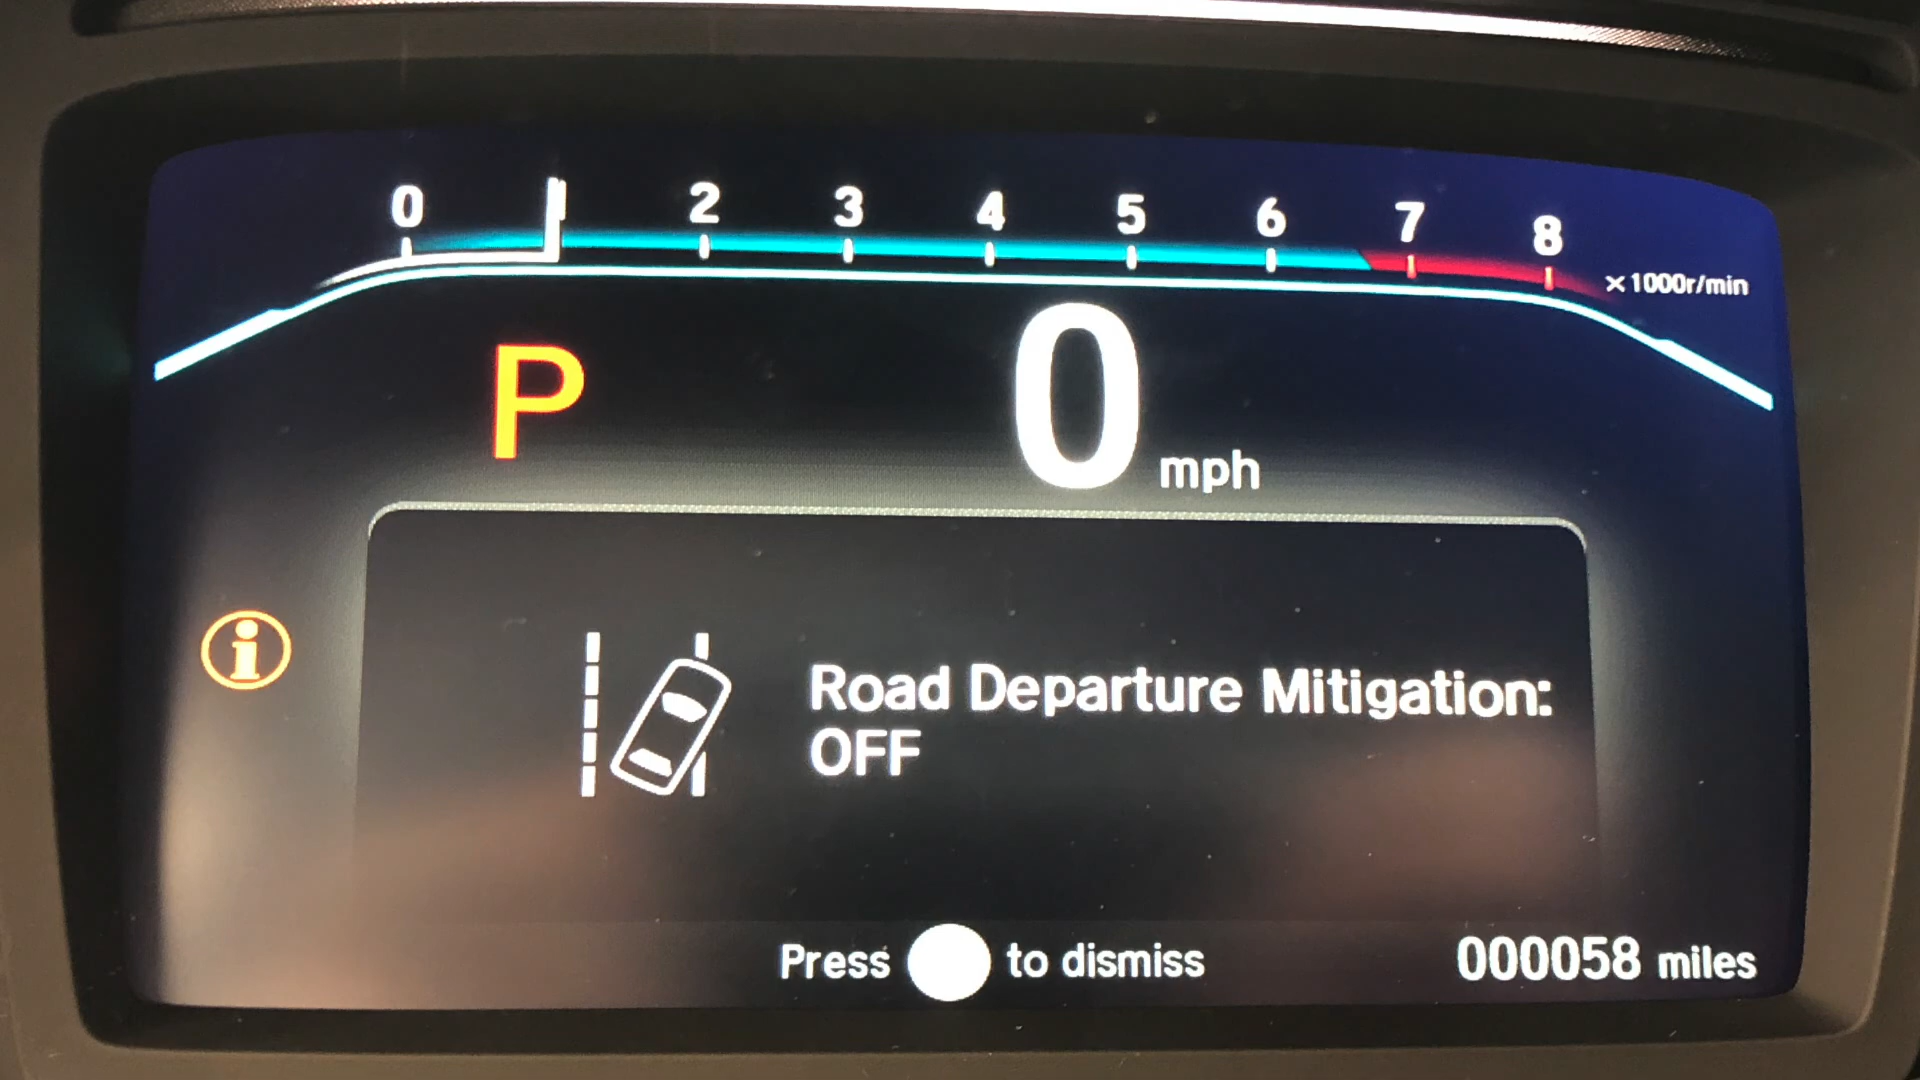 0 1 2 3 4 5 6 7 8
×1000r/min
P 0 mph
i
Road Departure Mitigation:
OFF
Press to dismiss
000058 miles